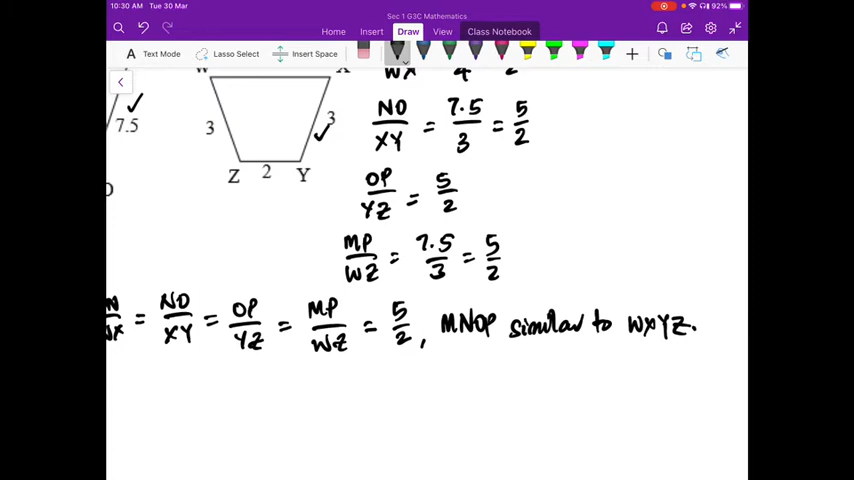 10:30 AM Tue 30 Mar
Sec 1 G3C Mathematics
92%
Home Insert Draw View Class Notebook
Text Mode Lasso Select Insert Space
7.5
W X
3 3
Z 2 Y
WX 4 2
NO/XY = 7.5/3 = 5/2
OP/YZ = 5/2
MP/WZ = 7.5/3 = 5/2
= NO/XY = OP/YZ = MP/WZ = 5/2, MNOP similar to WXYZ.